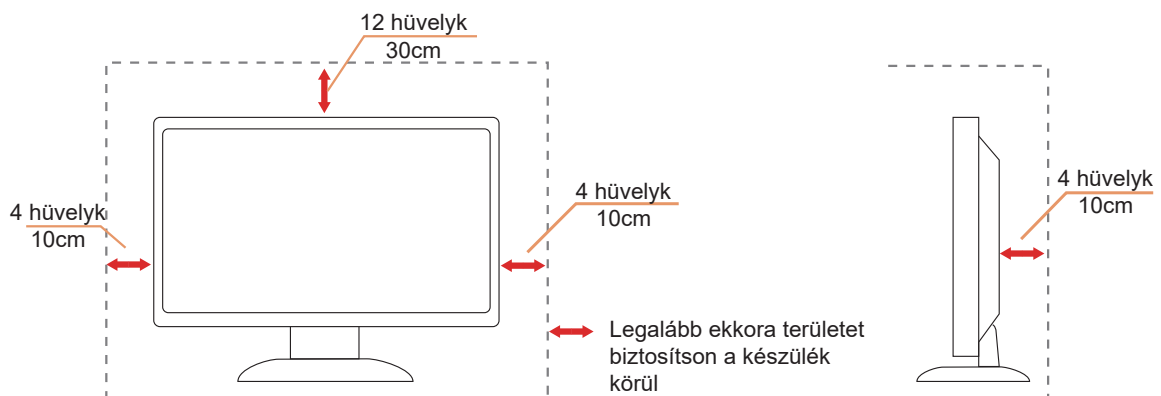 12 hüvelyk
30cm
4 hüvelyk
10cm
4 hüvelyk
10cm
4 hüvelyk
10cm
Legalább ekkora területet
biztosítson a készülék
körül